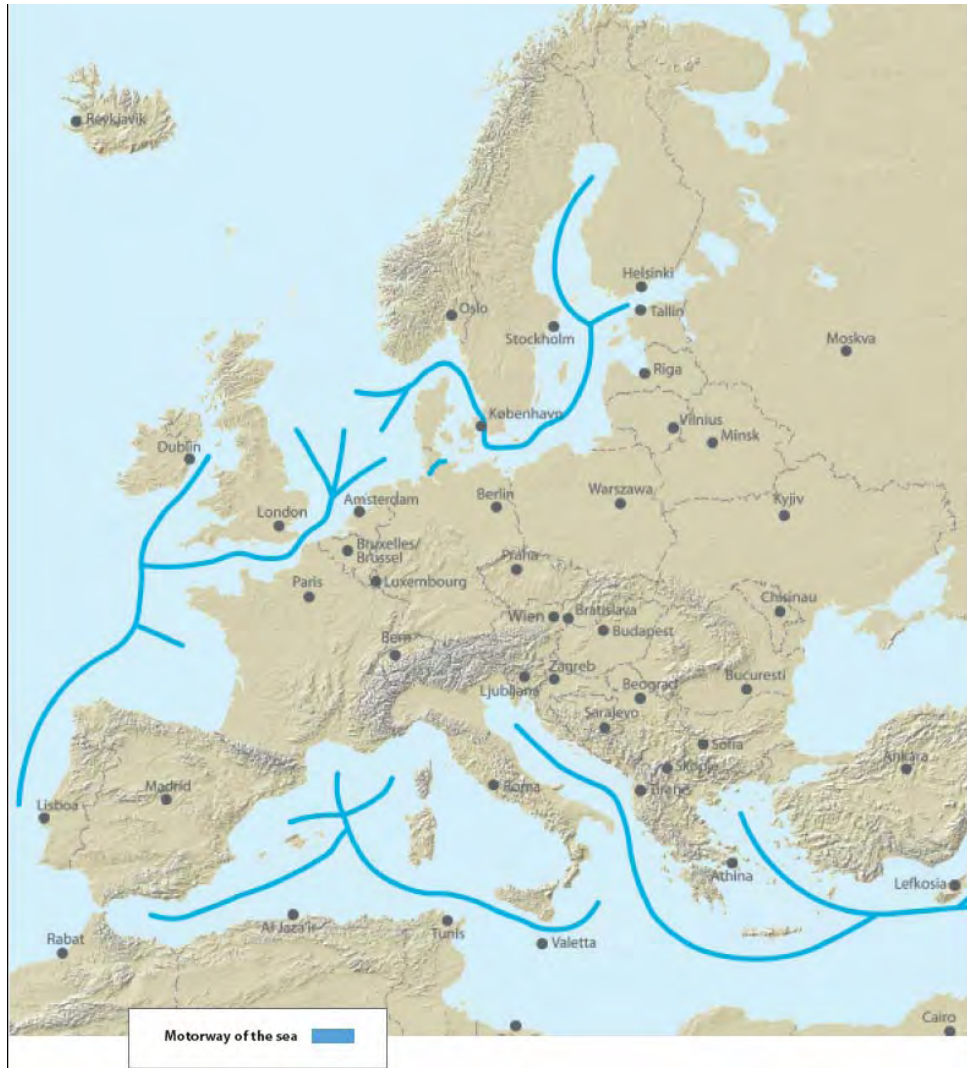 Reykjavik
Helsinki
Oslo
Tallin
Stockholm
Moskva
Riga
København
Vilnius
Minsk
Dublin
Amsterdam
Berlin
Warszawa
London
Kyjiv
Bruxelles/
Brussel
Praha
Paris
Luxembourg
Chisinau
Wien
Bratislava
Budapest
Bern
Zagreb
Ljubljana
Beograd
Bucuresti
Sarajevo
Sofia
Ankara
Skopje
Madrid
Roma
Tirane
Lisboa
Athina
Lefkosia
Al Jaza'ir
Tunis
Rabat
Valetta
Cairo
Motorway of the sea